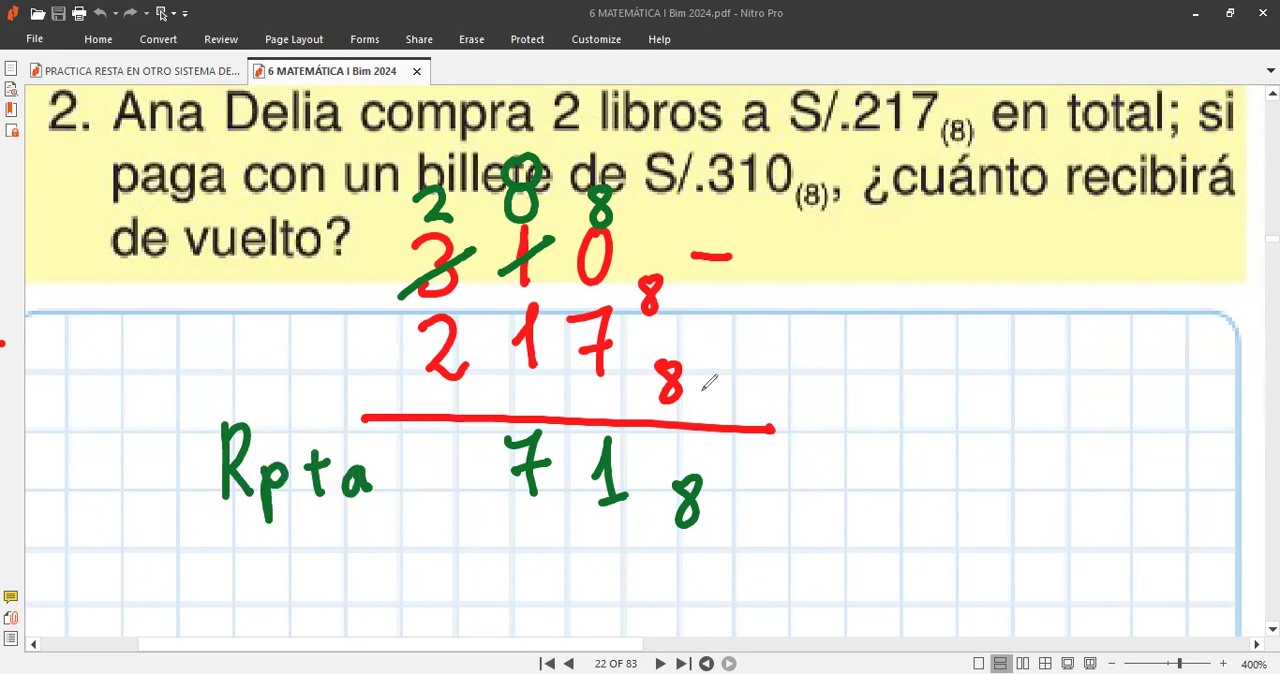 6 MATEMÁTICA I Bim 2024.pdf - Nitro Pro
File Home Convert Review Page Layout Forms Share Erase Protect Customize Help
PRACTICA RESTA EN OTRO SISTEMA DE... 6 MATEMÁTICA I Bim 2024
2. Ana Delia compra 2 libros a S/.217(8) en total; si
paga con un billete de S/.310(8), ¿cuánto recibirá
de vuelto?
2 8 8
3 1 0 8 −
2 1 7 8
Rpta 7 1 8
22 OF 83
400%